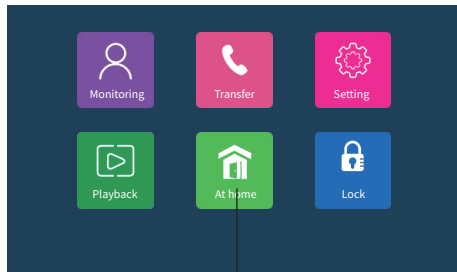 Monitoring
Transfer
Setting
Playback
At home
Lock